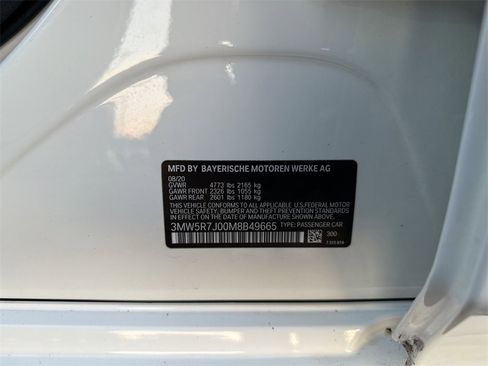 MFD BY BAYERISCHE MOTOREN WERKE AG
08/20
GVWR 4773 lbs 2165 kg
GAWR FRONT 2326 lbs 1055 kg
GAWR REAR 2601 lbs 1180 kg
THIS VEHICLE CONFORMS TO ALL APPLICABLE U.S.FEDERAL MOTOR
VEHICLE SAFETY, BUMPER AND THEFT PREVENTION STANDARDS IN
EFFECT ON THE DATE OF MANUFACTURE SHOWN ABOVE.
3MW5R7J00M8B49665 TYPE: PASSENGER CAR
300